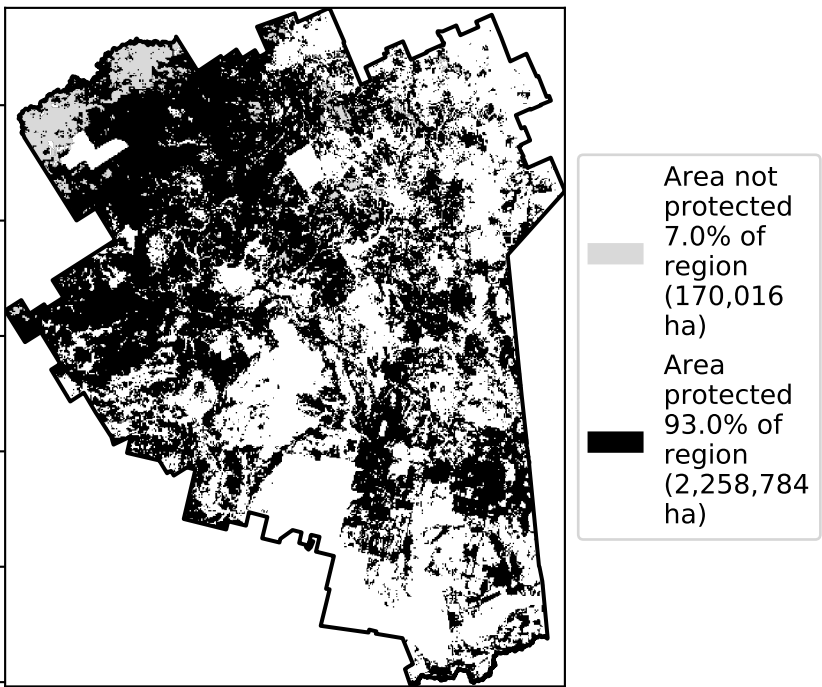 Area not
protected
7.0% of
region
(170,016
ha)
Area
protected
93.0% of
region
(2,258,784
ha)